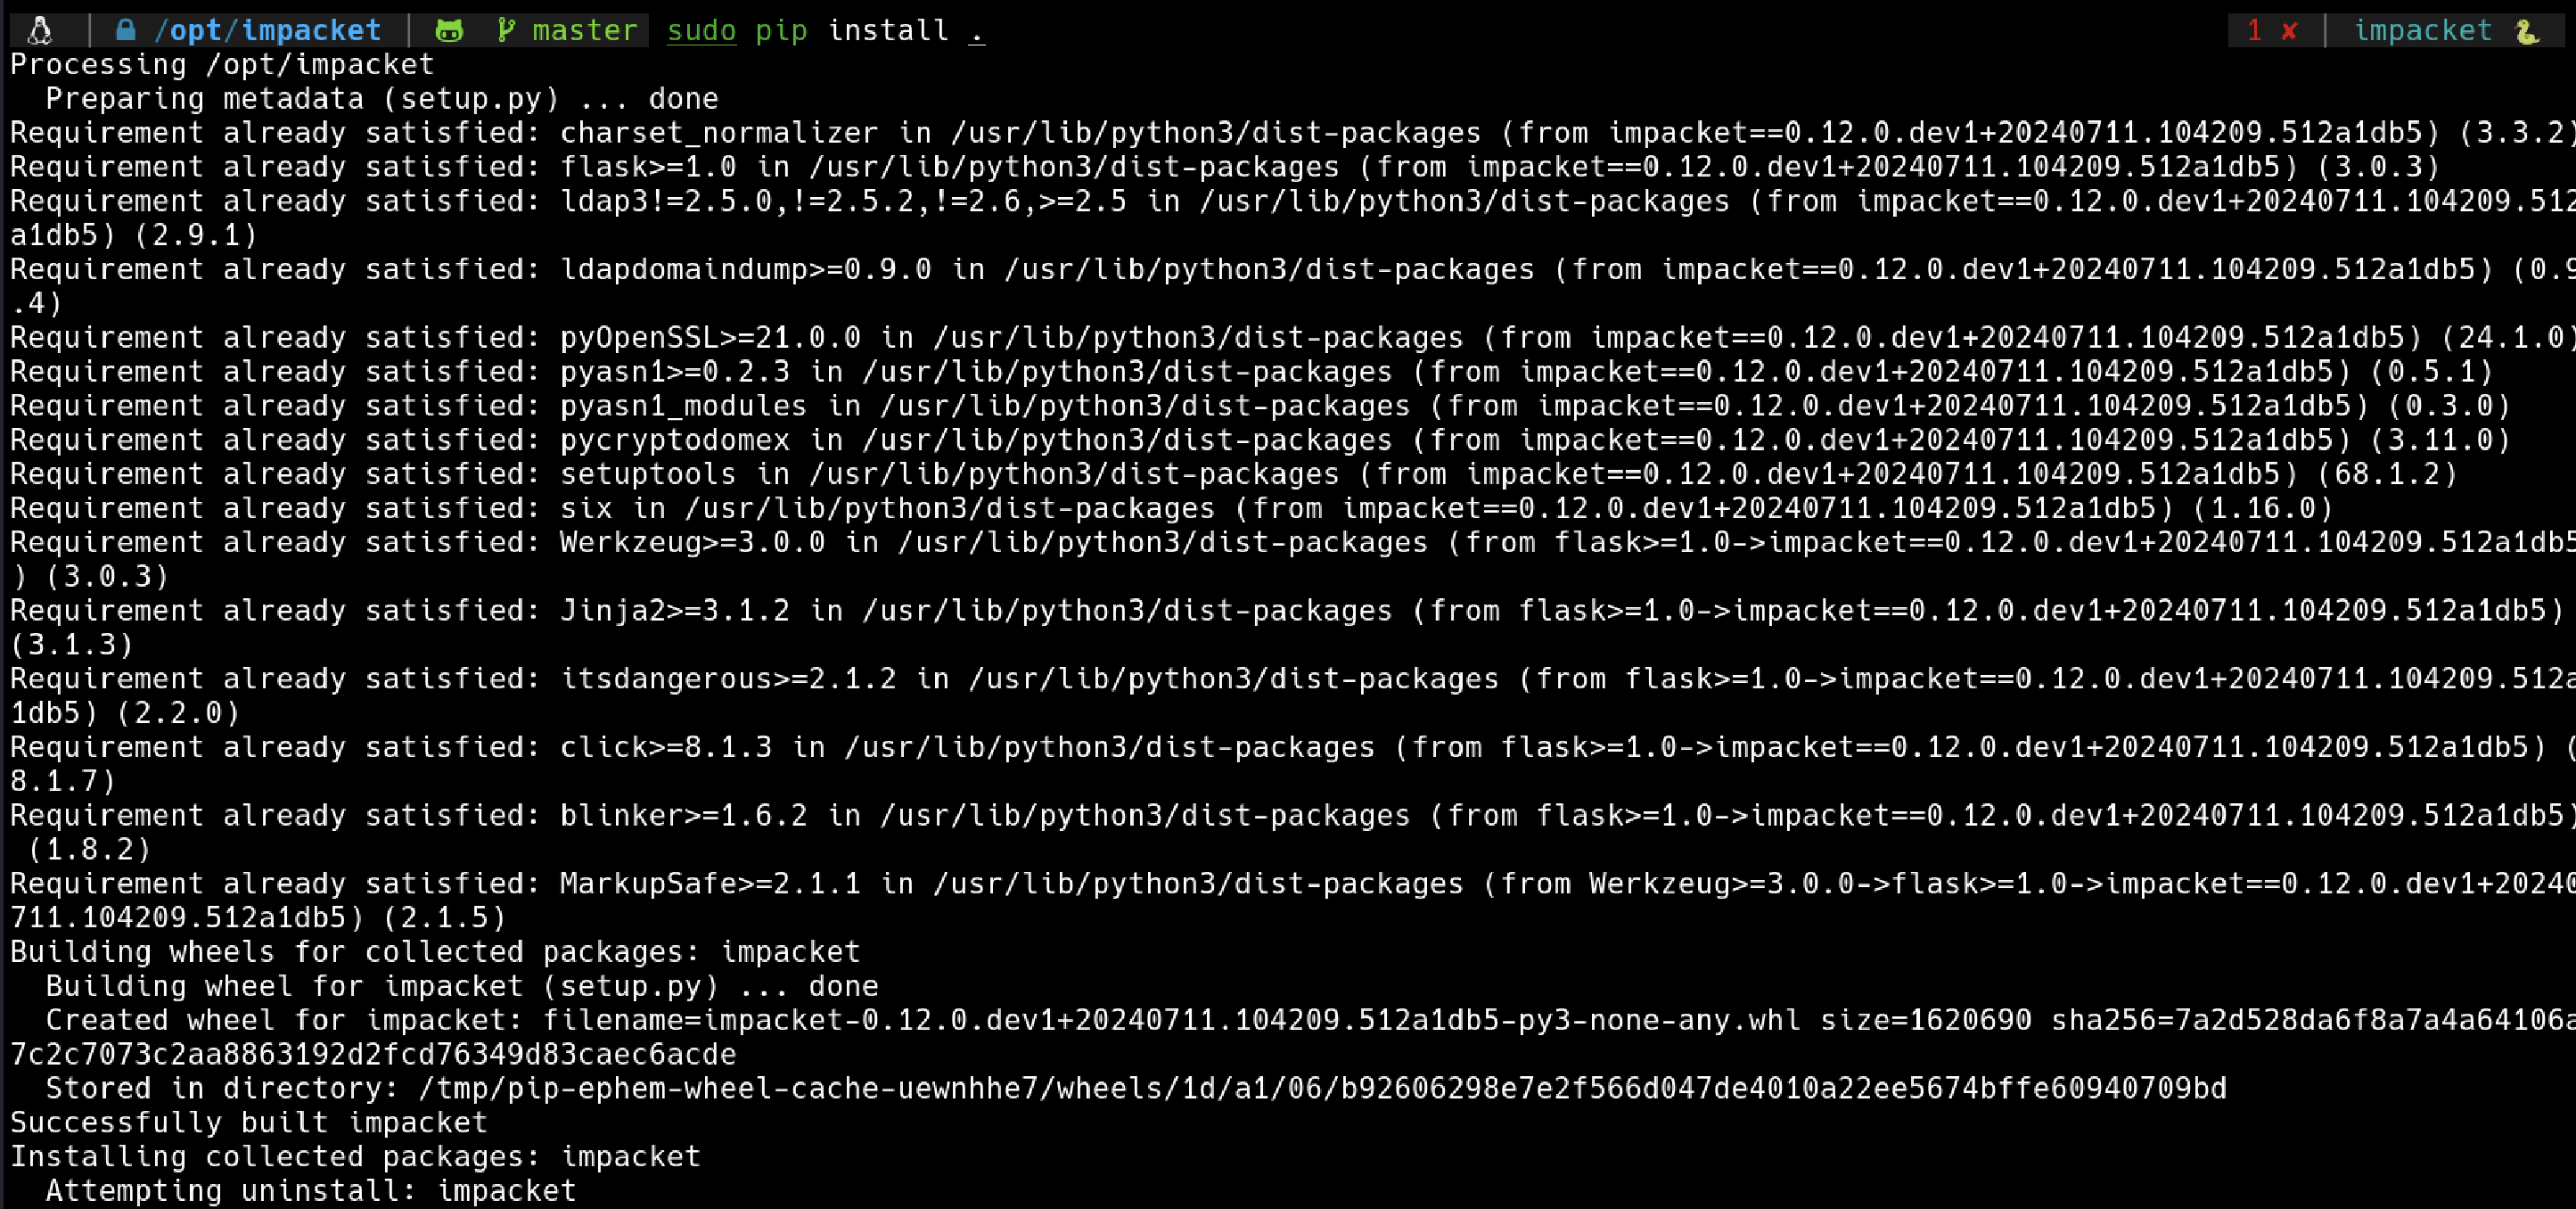 /opt/impacket | master sudo pip install . 1 ✘ | impacket
Processing /opt/impacket
  Preparing metadata (setup.py) ... done
Requirement already satisfied: charset_normalizer in /usr/lib/python3/dist-packages (from impacket==0.12.0.dev1+20240711.104209.512a1db5) (3.3.2)
Requirement already satisfied: flask>=1.0 in /usr/lib/python3/dist-packages (from impacket==0.12.0.dev1+20240711.104209.512a1db5) (3.0.3)
Requirement already satisfied: ldap3!=2.5.0,!=2.5.2,!=2.6,>=2.5 in /usr/lib/python3/dist-packages (from impacket==0.12.0.dev1+20240711.104209.512
a1db5) (2.9.1)
Requirement already satisfied: ldapdomaindump>=0.9.0 in /usr/lib/python3/dist-packages (from impacket==0.12.0.dev1+20240711.104209.512a1db5) (0.9
.4)
Requirement already satisfied: pyOpenSSL>=21.0.0 in /usr/lib/python3/dist-packages (from impacket==0.12.0.dev1+20240711.104209.512a1db5) (24.1.0)
Requirement already satisfied: pyasn1>=0.2.3 in /usr/lib/python3/dist-packages (from impacket==0.12.0.dev1+20240711.104209.512a1db5) (0.5.1)
Requirement already satisfied: pyasn1_modules in /usr/lib/python3/dist-packages (from impacket==0.12.0.dev1+20240711.104209.512a1db5) (0.3.0)
Requirement already satisfied: pycryptodomex in /usr/lib/python3/dist-packages (from impacket==0.12.0.dev1+20240711.104209.512a1db5) (3.11.0)
Requirement already satisfied: setuptools in /usr/lib/python3/dist-packages (from impacket==0.12.0.dev1+20240711.104209.512a1db5) (68.1.2)
Requirement already satisfied: six in /usr/lib/python3/dist-packages (from impacket==0.12.0.dev1+20240711.104209.512a1db5) (1.16.0)
Requirement already satisfied: Werkzeug>=3.0.0 in /usr/lib/python3/dist-packages (from flask>=1.0->impacket==0.12.0.dev1+20240711.104209.512a1db5
) (3.0.3)
Requirement already satisfied: Jinja2>=3.1.2 in /usr/lib/python3/dist-packages (from flask>=1.0->impacket==0.12.0.dev1+20240711.104209.512a1db5)
(3.1.3)
Requirement already satisfied: itsdangerous>=2.1.2 in /usr/lib/python3/dist-packages (from flask>=1.0->impacket==0.12.0.dev1+20240711.104209.512a
1db5) (2.2.0)
Requirement already satisfied: click>=8.1.3 in /usr/lib/python3/dist-packages (from flask>=1.0->impacket==0.12.0.dev1+20240711.104209.512a1db5) (
8.1.7)
Requirement already satisfied: blinker>=1.6.2 in /usr/lib/python3/dist-packages (from flask>=1.0->impacket==0.12.0.dev1+20240711.104209.512a1db5)
 (1.8.2)
Requirement already satisfied: MarkupSafe>=2.1.1 in /usr/lib/python3/dist-packages (from Werkzeug>=3.0.0->flask>=1.0->impacket==0.12.0.dev1+20240
711.104209.512a1db5) (2.1.5)
Building wheels for collected packages: impacket
  Building wheel for impacket (setup.py) ... done
  Created wheel for impacket: filename=impacket-0.12.0.dev1+20240711.104209.512a1db5-py3-none-any.whl size=1620690 sha256=7a2d528da6f8a7a4a64106a
7c2c7073c2aa8863192d2fcd76349d83caec6acde
  Stored in directory: /tmp/pip-ephem-wheel-cache-uewnhhe7/wheels/1d/a1/06/b92606298e7e2f566d047de4010a22ee5674bffe60940709bd
Successfully built impacket
Installing collected packages: impacket
  Attempting uninstall: impacket